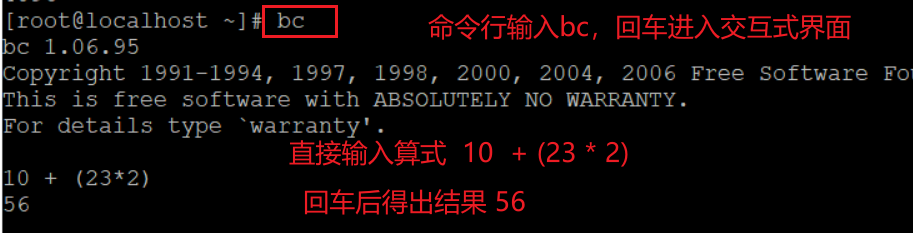 [root@localhost ~]# bc
命令行输入bc，回车进入交互式界面
bc 1.06.95
Copyright 1991-1994, 1997, 1998, 2000, 2004, 2006 Free Software Fou
This is free software with ABSOLUTELY NO WARRANTY.
For details type `warranty'.
直接输入算式 10 + (23 * 2)
10 + (23*2)
56
回车后得出结果 56